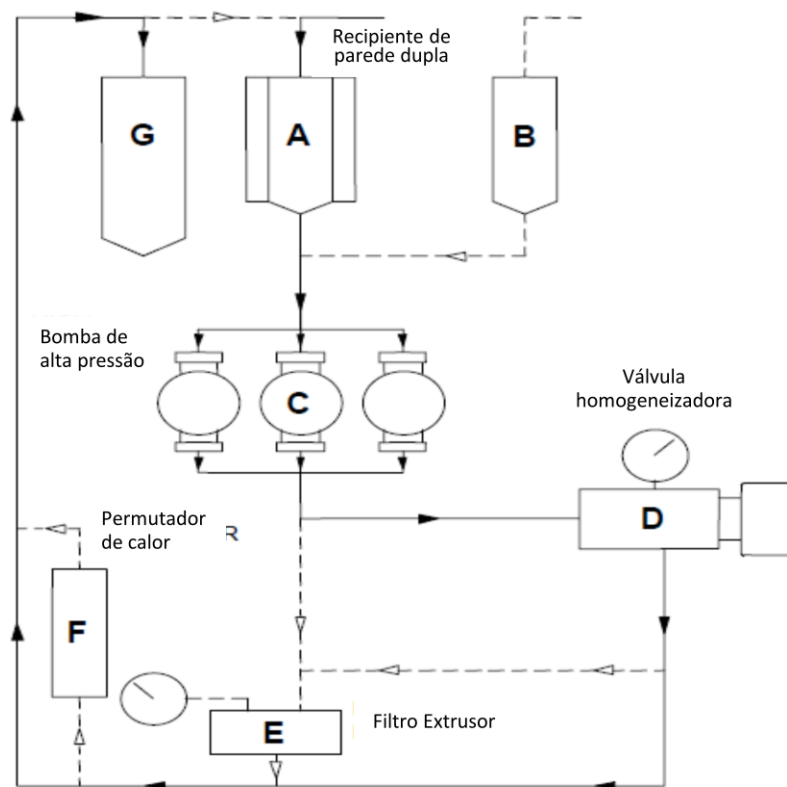 Recipiente de
parede dupla
G
A
B
Bomba de
alta pressão
C
Válvula
homogeneizadora
D
Permutador
de calor
R
F
E
Filtro Extrusor